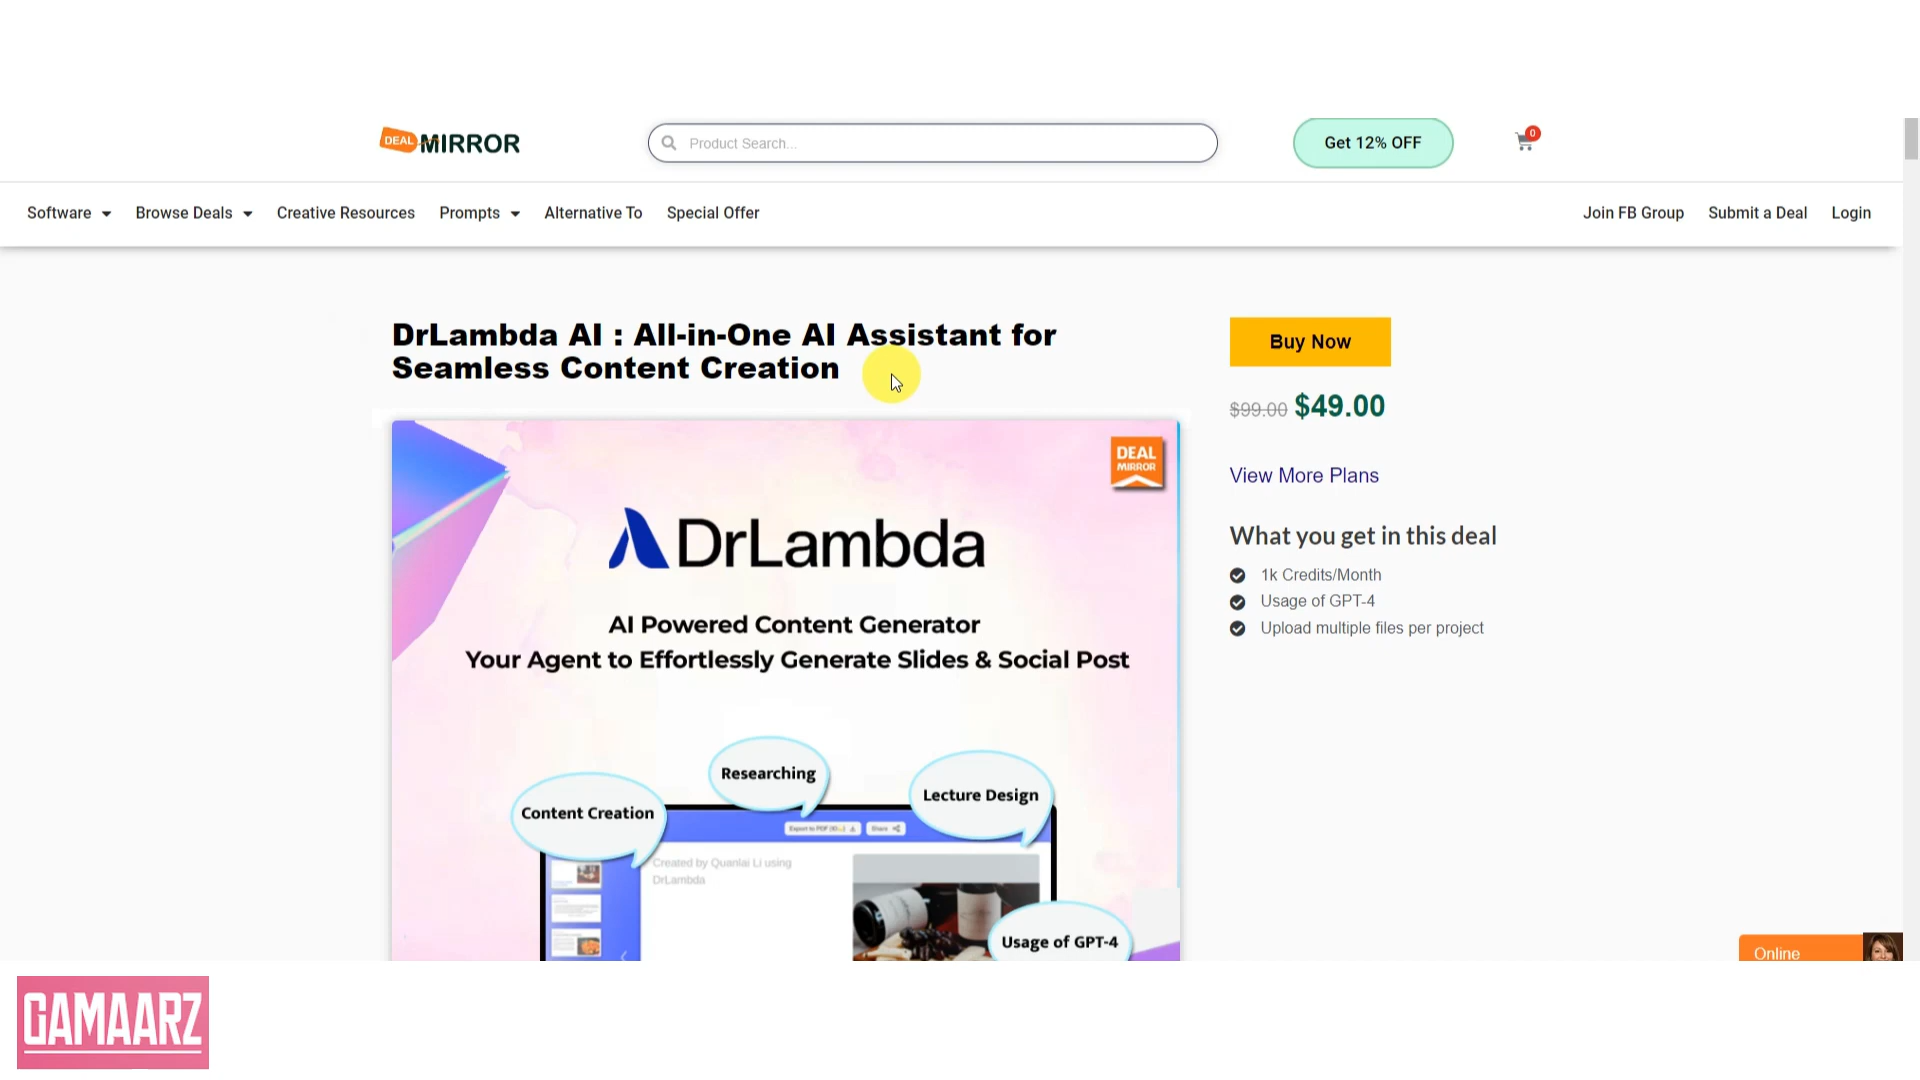 DEAL MIRROR
Product Search...
Get 12% OFF
0
Software
Browse Deals
Creative Resources
Prompts
Alternative To
Special Offer
Join FB Group
Submit a Deal
Login
DrLambda AI : All-in-One AI Assistant for
Seamless Content Creation
Buy Now
$99.00 $49.00
View More Plans
What you get in this deal
1k Credits/Month
Usage of GPT-4
Upload multiple files per project
DEAL
MIRROR
DrLambda
AI Powered Content Generator
Your Agent to Effortlessly Generate Slides & Social Post
Researching
Lecture Design
Content Creation
Share
Created by Quanlai Li using
DrLambda
Usage of GPT-4
Online
GAMAARZ